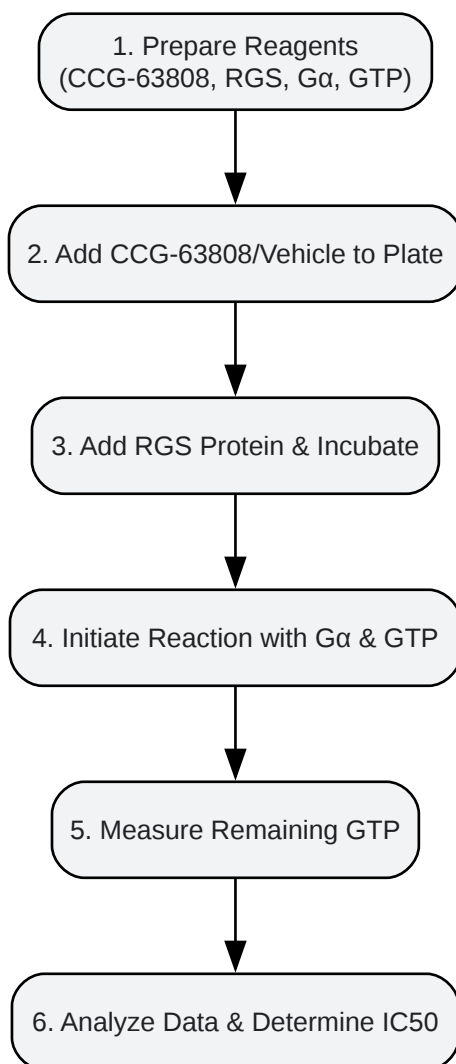 1. Prepare Reagents
(CCG-63808, RGS, Gα, GTP)
2. Add CCG-63808/Vehicle to Plate
3. Add RGS Protein & Incubate
4. Initiate Reaction with Gα & GTP
5. Measure Remaining GTP
6. Analyze Data & Determine IC50